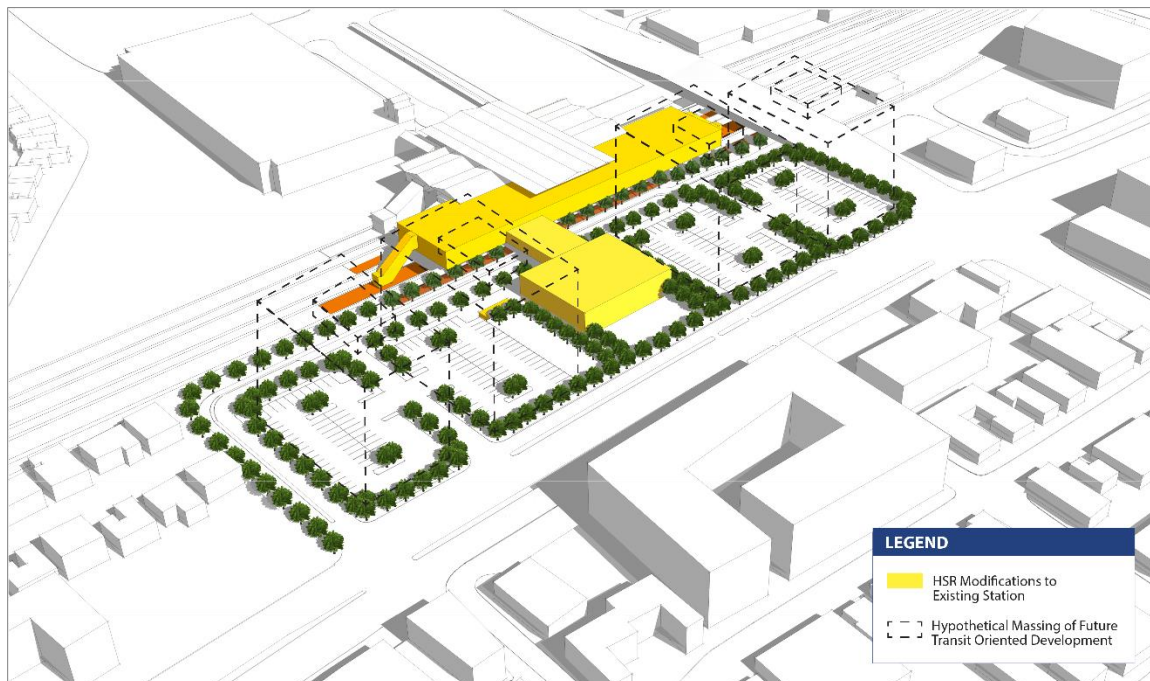 LEGEND
HSR Modifications to
Existing Station
Hypothetical Massing of Future
Transit Oriented Development